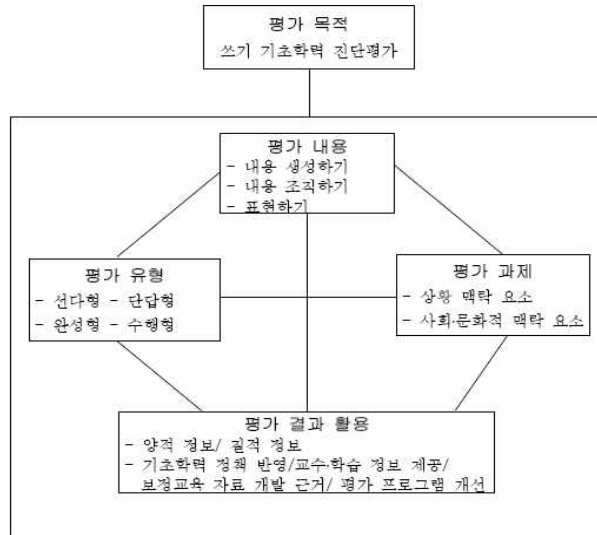 평가 목적
쓰기 기초학력 진단평가
평가 내용
- 내용 생성하기
- 내용 조직하기
- 표현하기
평가 유형
- 선다형 - 단답형
- 완성형 - 수행형
평가 과제
- 상황 맥락 요소
- 사회·문화적 맥락 요소
평가 결과 활용
- 양적 정보/ 질적 정보
- 기초학력 정책 반영/교수·학습 정보 제공/
보정교육 자료 개발 근거/ 평가 프로그램 개선